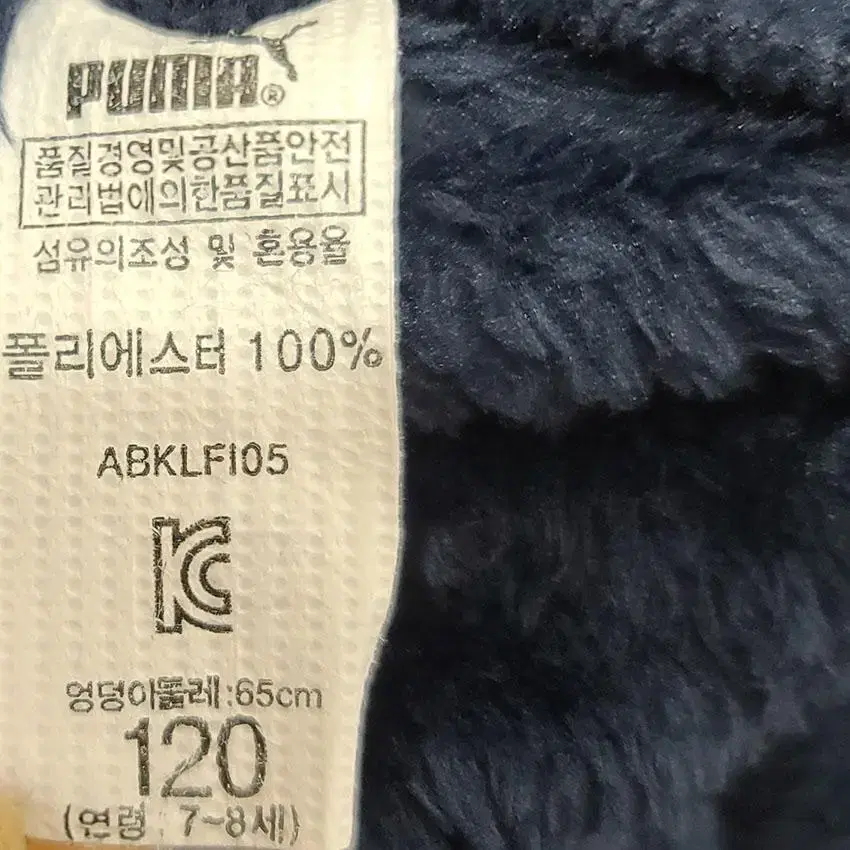 PUMA®
품질경영및공산품안전
관리법에의한품질표시
섬유의조성 및 혼용율
폴리에스터 100%
ABKLFI05
KC
엉덩이둘레:65cm
120
(연령 : 7~8세)